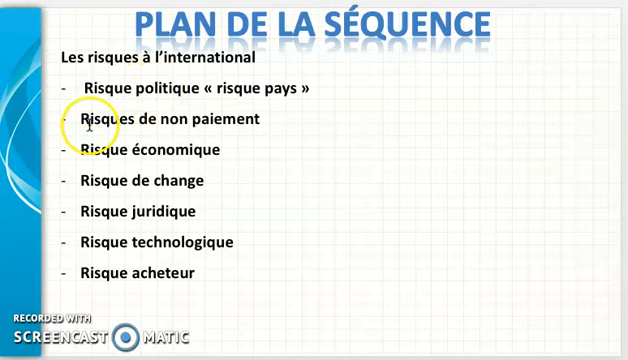 PLAN DE LA SÉQUENCE
Les risques à l'international
- Risque politique « risque pays »
- Risques de non paiement
- Risque économique
- Risque de change
- Risque juridique
- Risque technologique
- Risque acheteur
RECORDED WITH
SCREENCAST MATIC